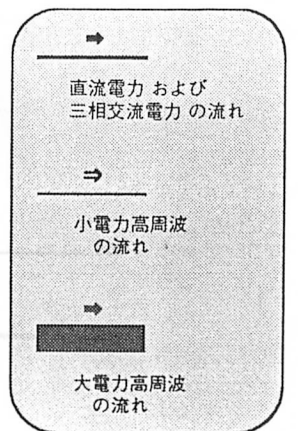 直流電力 および
三相交流電力 の流れ
小電力高周波
の流れ
大電力高周波
の流れ